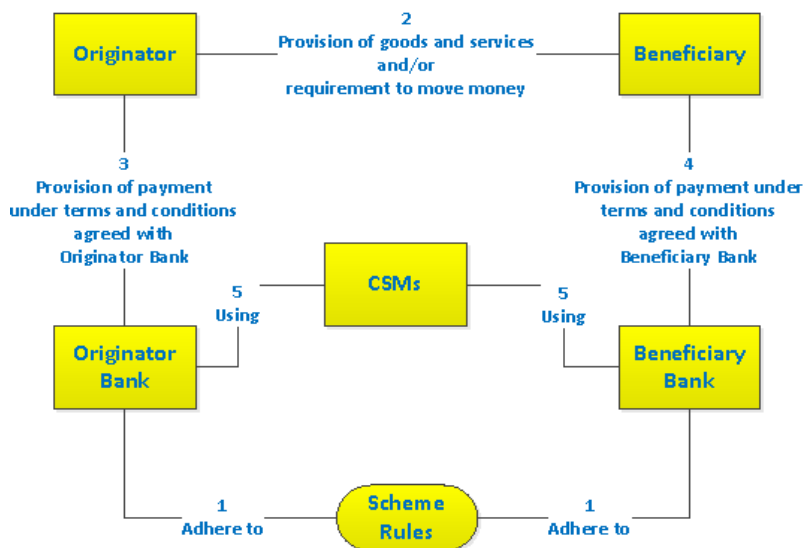 Originator
2
Provision of goods and services
and/or
requirement to move money
Beneficiary
3
Provision of payment
under terms and conditions
agreed with
Originator Bank
4
Provision of payment under
terms and conditions
agreed with
Beneficiary Bank
CSMs
5
Using
5
Using
Originator
Bank
Beneficiary
Bank
1
Adhere to
Scheme
Rules
1
Adhere to